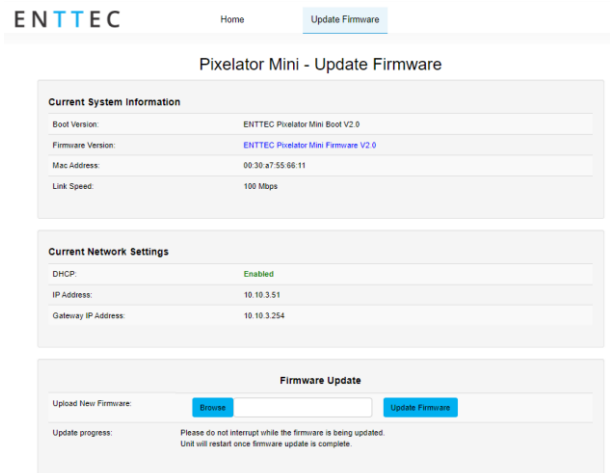 ENTTEC
Home
Update Firmware
Pixelator Mini - Update Firmware
Current System Information
Boot Version: ENTTEC Pixelator Mini Boot V2.0
Firmware Version: ENTTEC Pixelator Mini Firmware V2.0
Mac Address: 00:30:a7:55:66:11
Link Speed: 100 Mbps
Current Network Settings
DHCP: Enabled
IP Address: 10.10.3.51
Gateway IP Address: 10.10.3.254
Firmware Update
Upload New Firmware: Browse Update Firmware
Update progress: Please do not interrupt while the firmware is being updated.
Unit will restart once firmware update is complete.